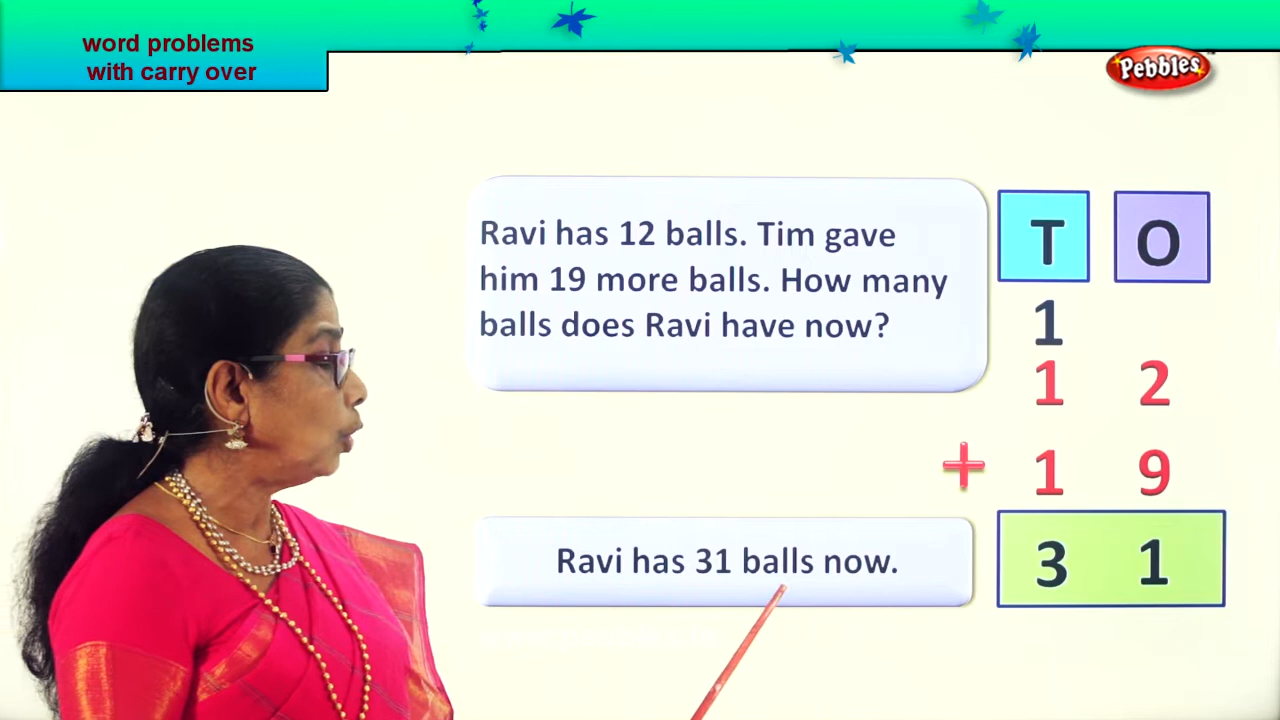 word problems
with carry over
Pebbles
Ravi has 12 balls. Tim gave
him 19 more balls. How many
balls does Ravi have now?
T O
1
1 2
+ 1 9
3 1
Ravi has 31 balls now.